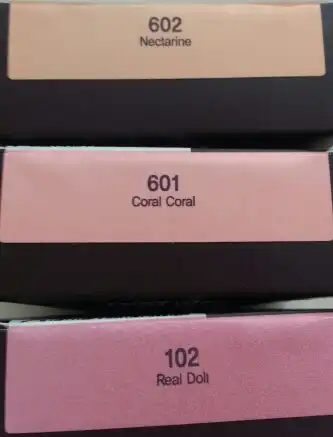 602
Nectarine
601
Coral Coral
102
Real Doll